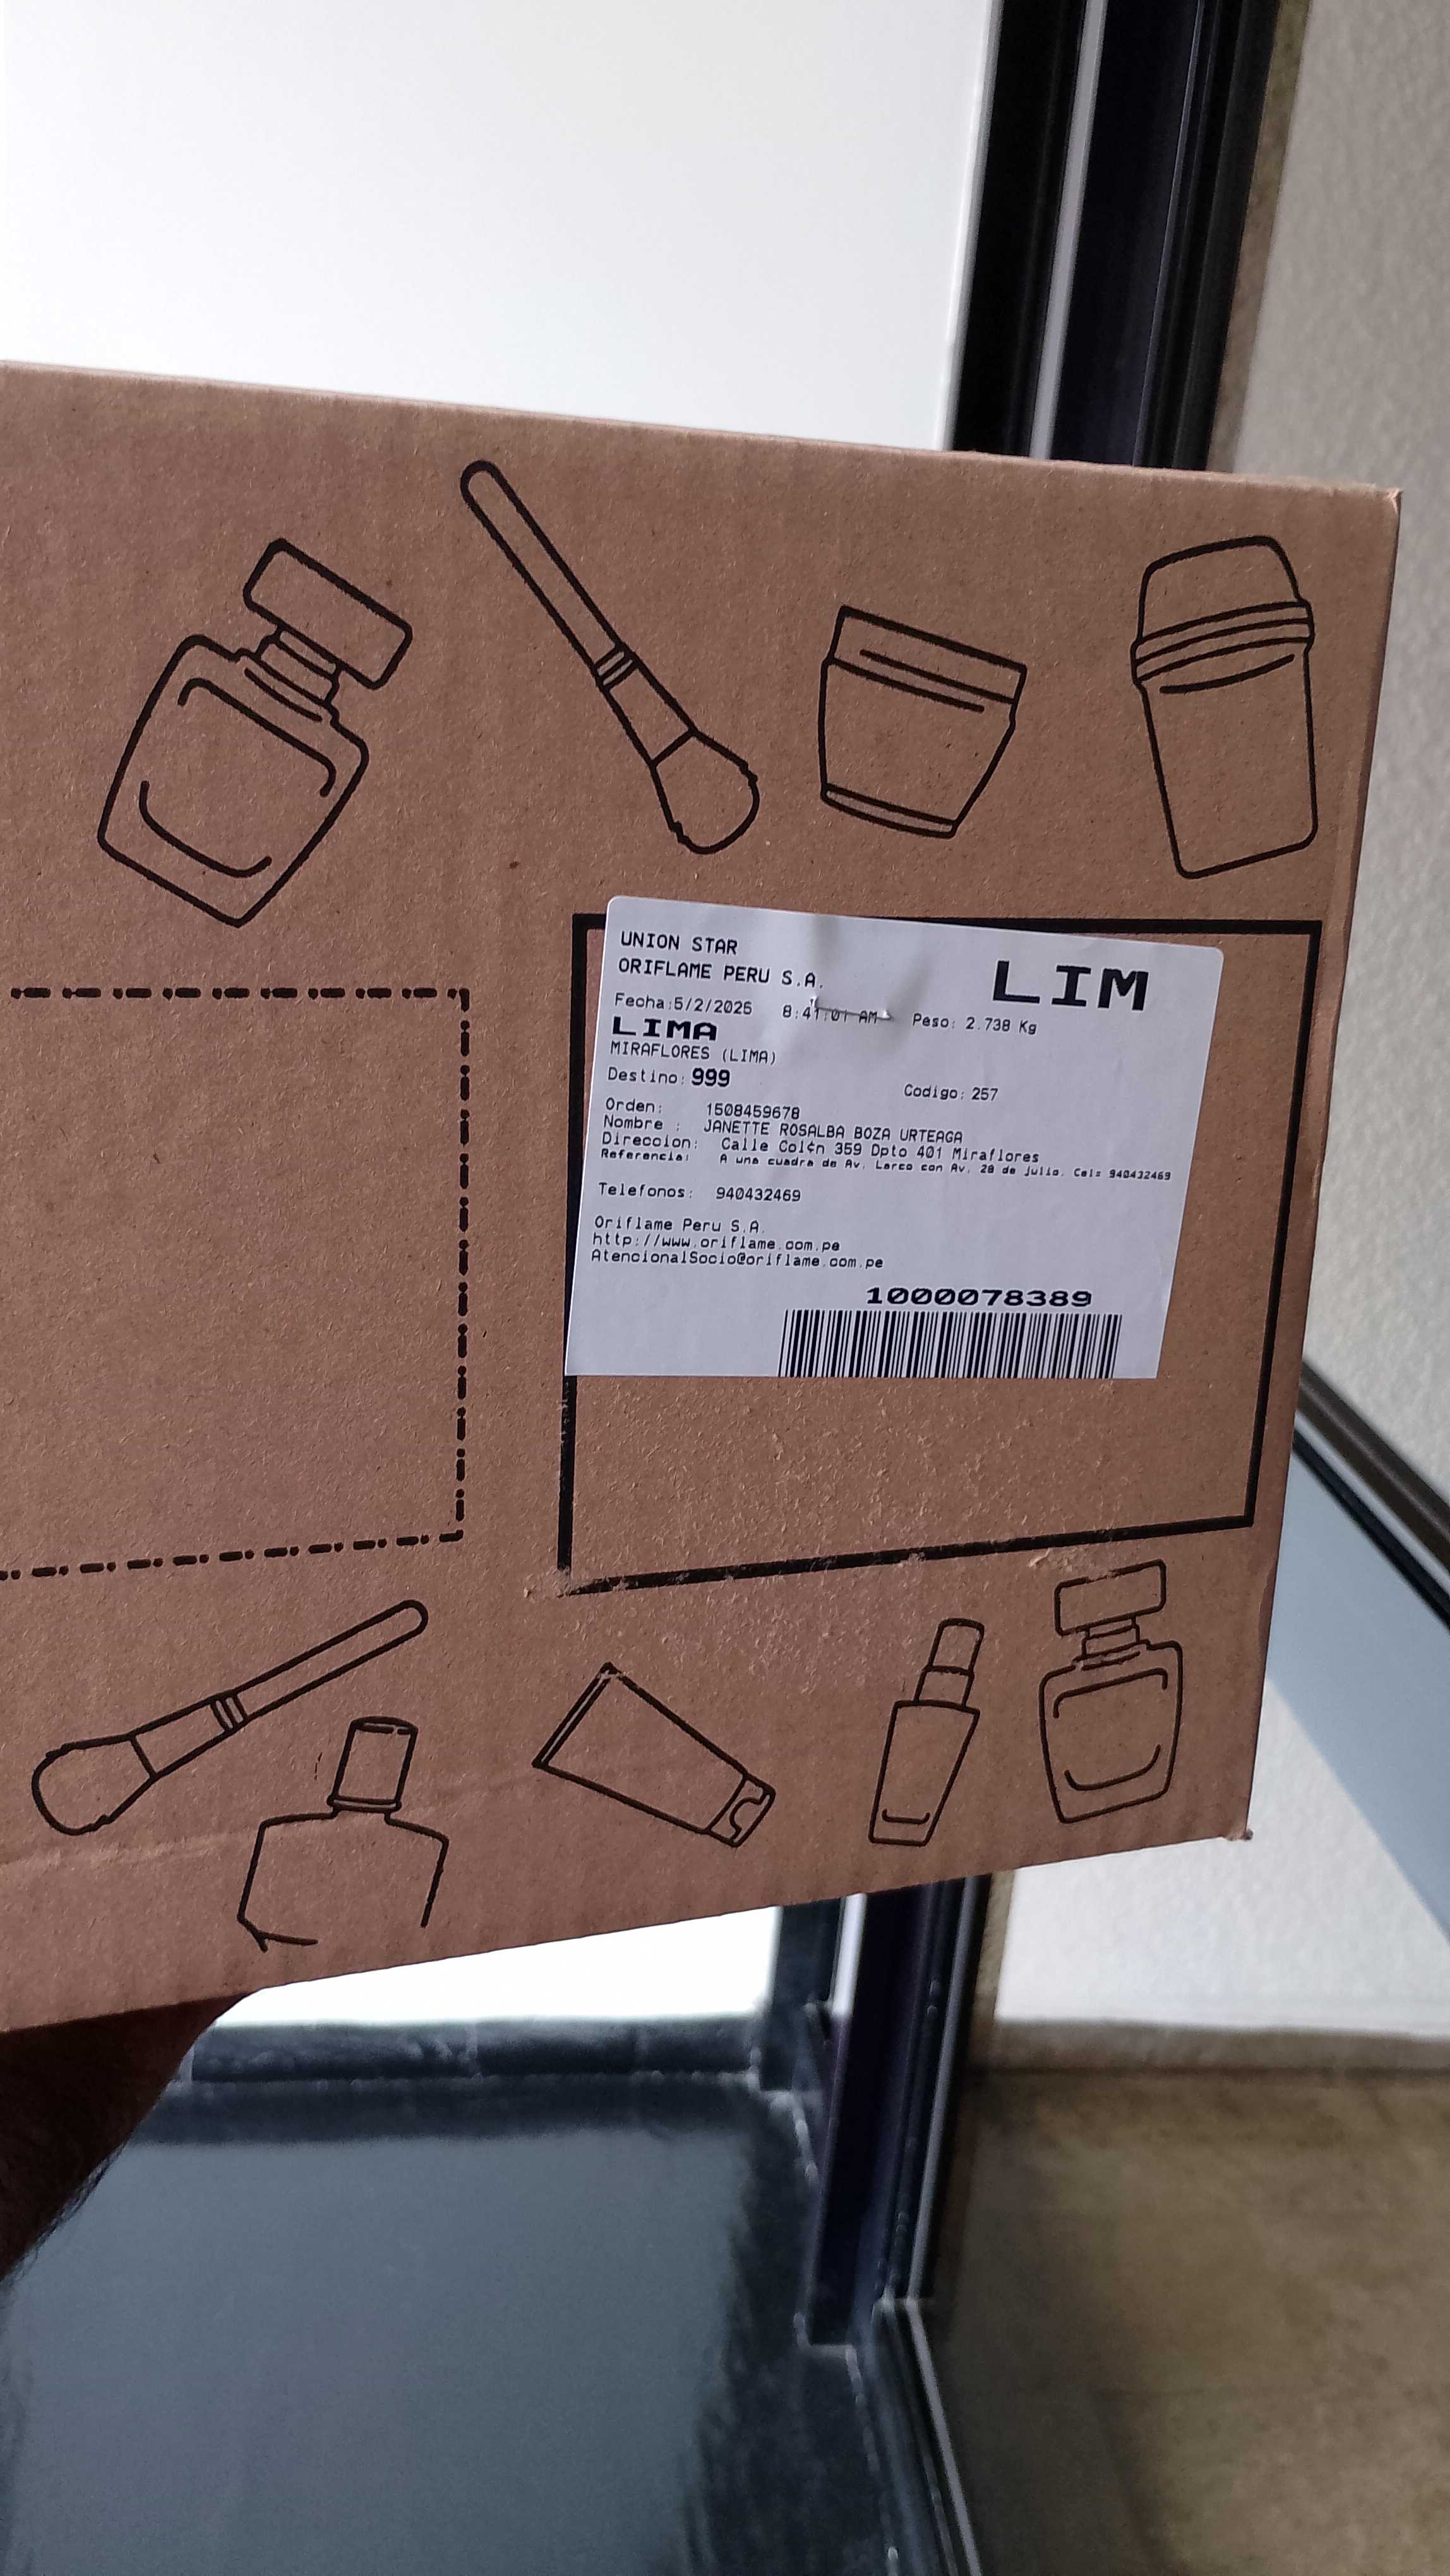 UNION STAR
ORIFLAME PERU S.A.
LIM
Fecha:5/2/2025 8:41:01 AM Peso: 2.738 Kg
LIMA
MIRAFLORES (LIMA)
Destino: 999 Codigo: 257
Orden: 1508459678
Nombre : JANETTE ROSALBA BOZA URTEAGA
Direccion: Calle Col¢n 359 Dpto 401 Miraflores
Referencia: A una cuadra de Av. Larco con Av. 28 de julio. Cel: 940432469
Telefonos: 940432469
Oriflame Peru S.A.
http://www.oriflame.com.pe
AtencionalSocio@oriflame.com.pe
1000078389